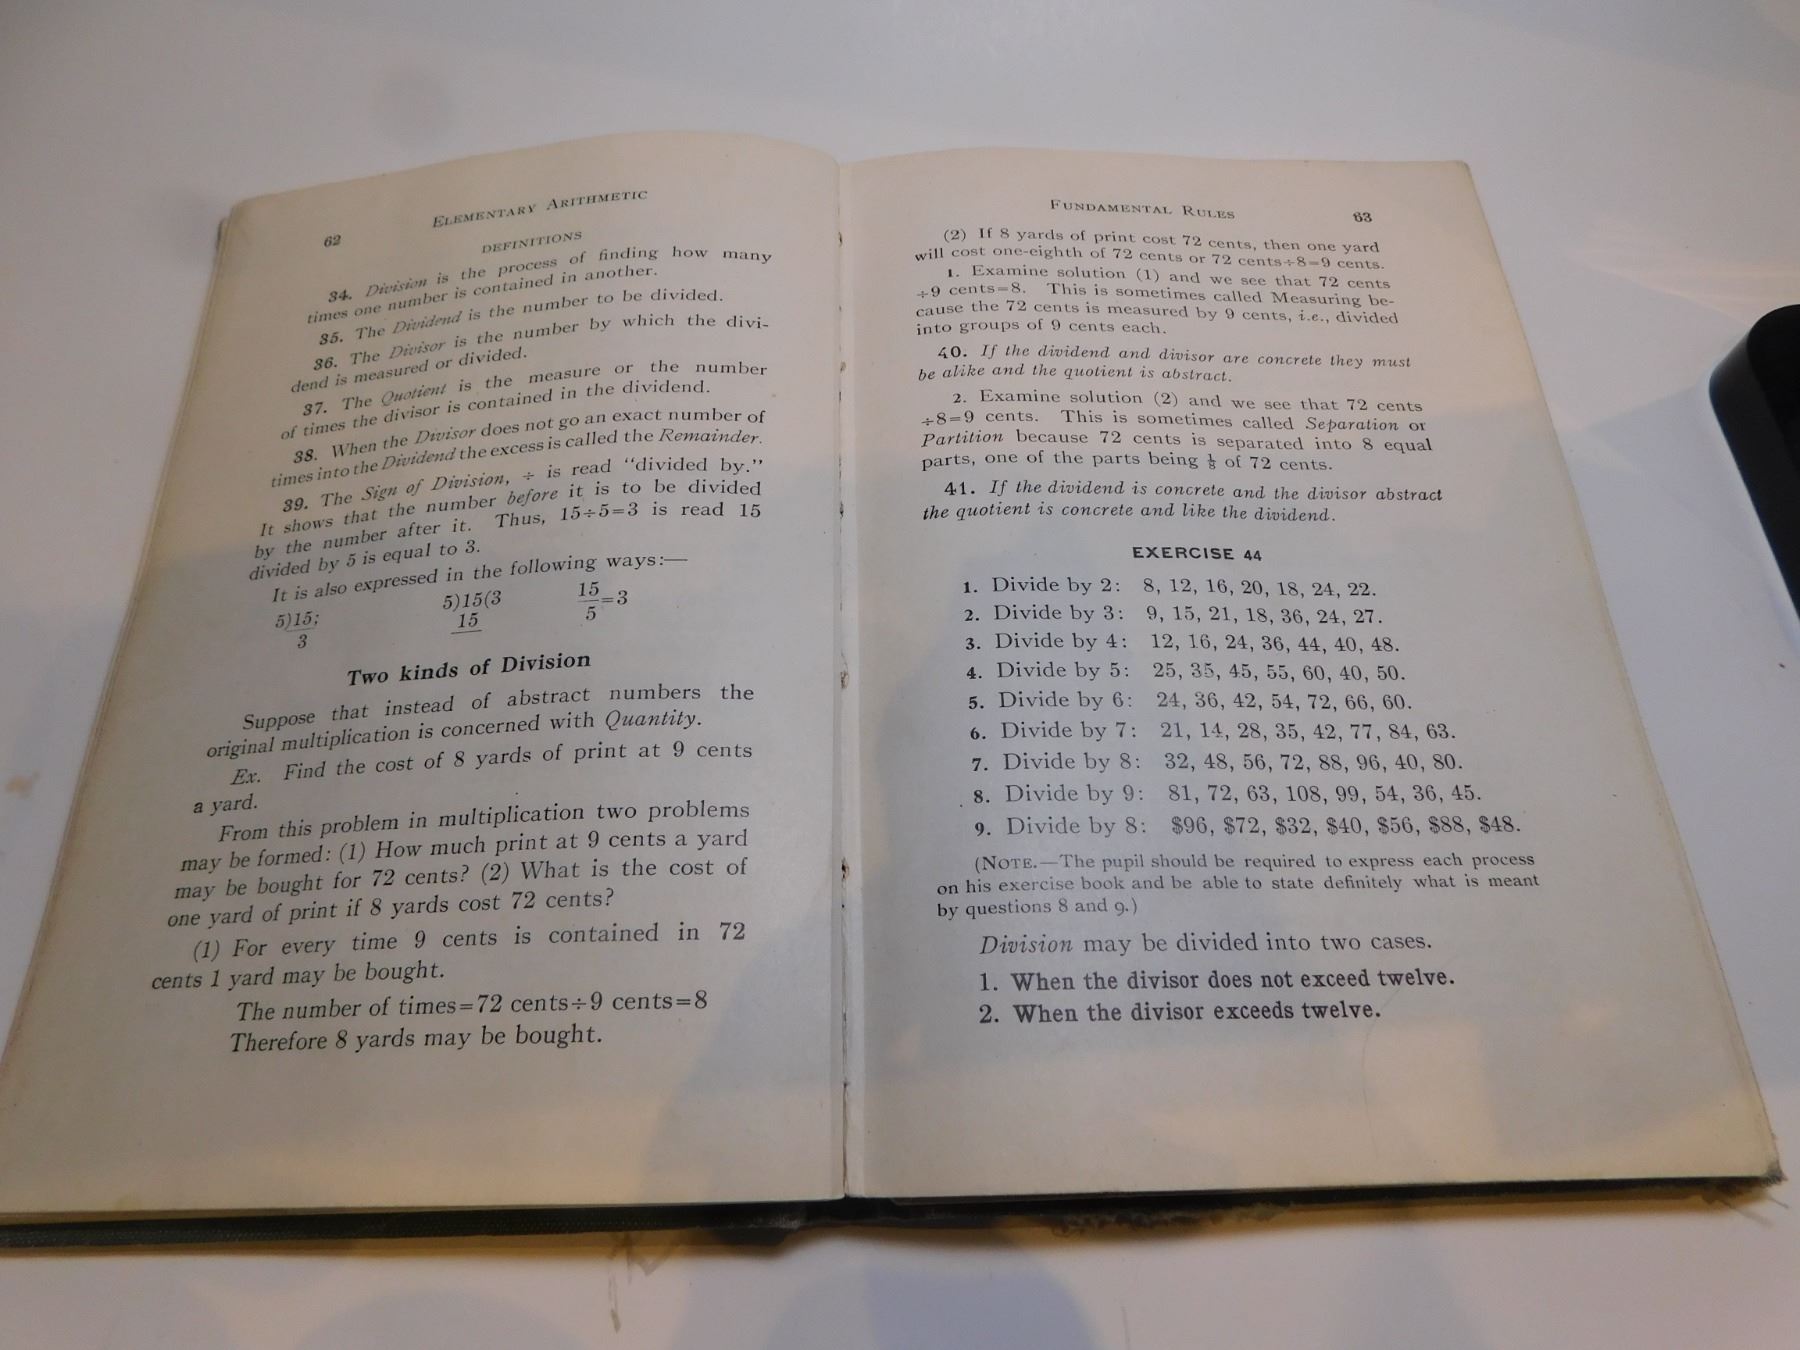 62
ELEMENTARY ARITHMETIC
DEFINITIONS
34. Division is the process of finding how many
times one number is contained in another.
35. The Dividend is the number to be divided.
36. The Divisor is the number by which the divi-
dend is measured or divided.
37. The Quotient is the measure or the number
of times the divisor is contained in the dividend.
38. When the Divisor does not go an exact number of
times into the Dividend the excess is called the Remainder.
39. The Sign of Division, ÷ is read "divided by."
It shows that the number before it is to be divided
by the number after it. Thus, 15÷5=3 is read 15
divided by 5 is equal to 3.
It is also expressed in the following ways:—
5)15; 5)15(3 15/5=3
3 15
Two kinds of Division
Suppose that instead of abstract numbers the
original multiplication is concerned with Quantity.
Ex. Find the cost of 8 yards of print at 9 cents
a yard.
From this problem in multiplication two problems
may be formed: (1) How much print at 9 cents a yard
may be bought for 72 cents? (2) What is the cost of
one yard of print if 8 yards cost 72 cents?
(1) For every time 9 cents is contained in 72
cents 1 yard may be bought.
The number of times=72 cents÷9 cents=8
Therefore 8 yards may be bought.
FUNDAMENTAL RULES
63
(2) If 8 yards of print cost 72 cents, then one yard
will cost one-eighth of 72 cents or 72 cents÷8=9 cents.
1. Examine solution (1) and we see that 72 cents
÷9 cents=8. This is sometimes called Measuring be-
cause the 72 cents is measured by 9 cents, i.e., divided
into groups of 9 cents each.
40. If the dividend and divisor are concrete they must
be alike and the quotient is abstract.
2. Examine solution (2) and we see that 72 cents
÷8=9 cents. This is sometimes called Separation or
Partition because 72 cents is separated into 8 equal
parts, one of the parts being ⅛ of 72 cents.
41. If the dividend is concrete and the divisor abstract
the quotient is concrete and like the dividend.
EXERCISE 44
1. Divide by 2: 8, 12, 16, 20, 18, 24, 22.
2. Divide by 3: 9, 15, 21, 18, 36, 24, 27.
3. Divide by 4: 12, 16, 24, 36, 44, 40, 48.
4. Divide by 5: 25, 35, 45, 55, 60, 40, 50.
5. Divide by 6: 24, 36, 42, 54, 72, 66, 60.
6. Divide by 7: 21, 14, 28, 35, 42, 77, 84, 63.
7. Divide by 8: 32, 48, 56, 72, 88, 96, 40, 80.
8. Divide by 9: 81, 72, 63, 108, 99, 54, 36, 45.
9. Divide by 8: $96, $72, $32, $40, $56, $88, $48.
(NOTE.—The pupil should be required to express each process
on his exercise book and be able to state definitely what is meant
by questions 8 and 9.)
Division may be divided into two cases.
1. When the divisor does not exceed twelve.
2. When the divisor exceeds twelve.